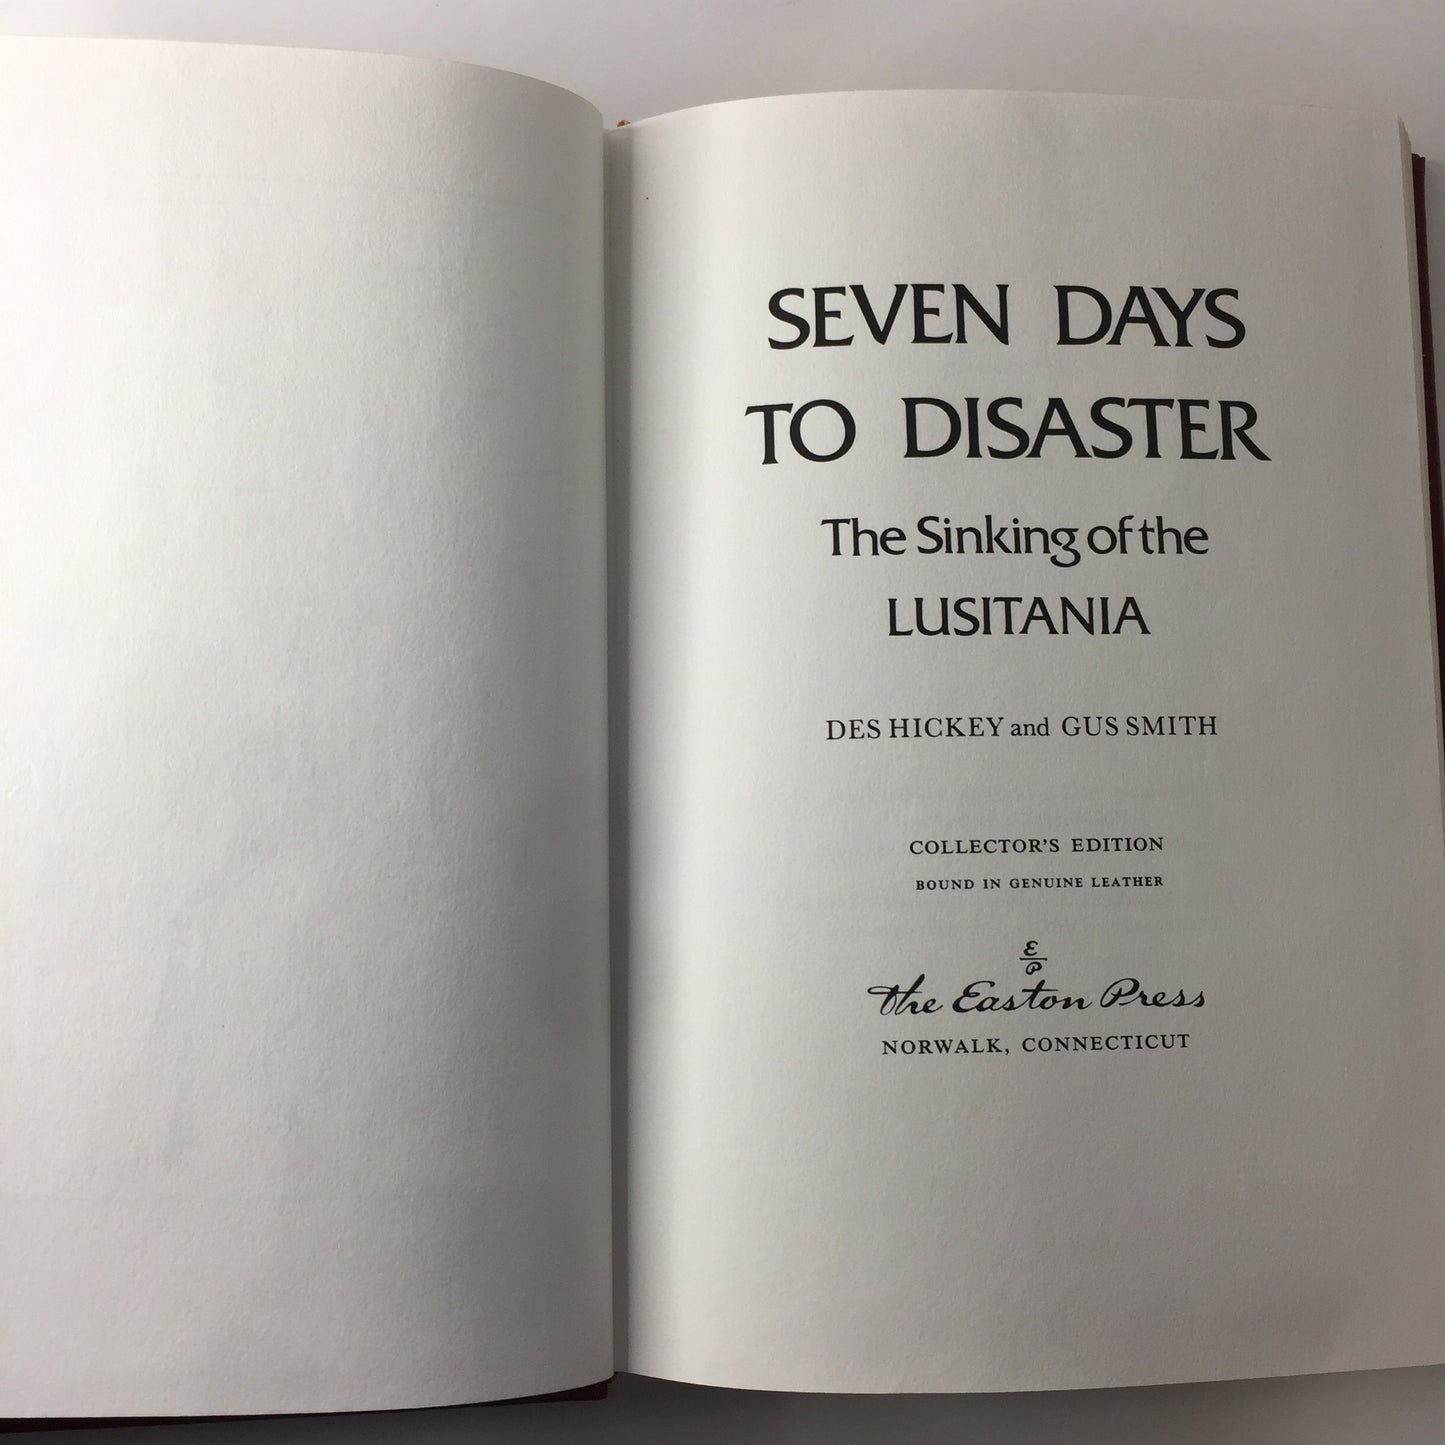 SEVEN DAYS
TO DISASTER
The Sinking of the
LUSITANIA
DES HICKEY and GUS SMITH
COLLECTOR'S EDITION
BOUND IN GENUINE LEATHER
E
P
The Easton Press
NORWALK, CONNECTICUT